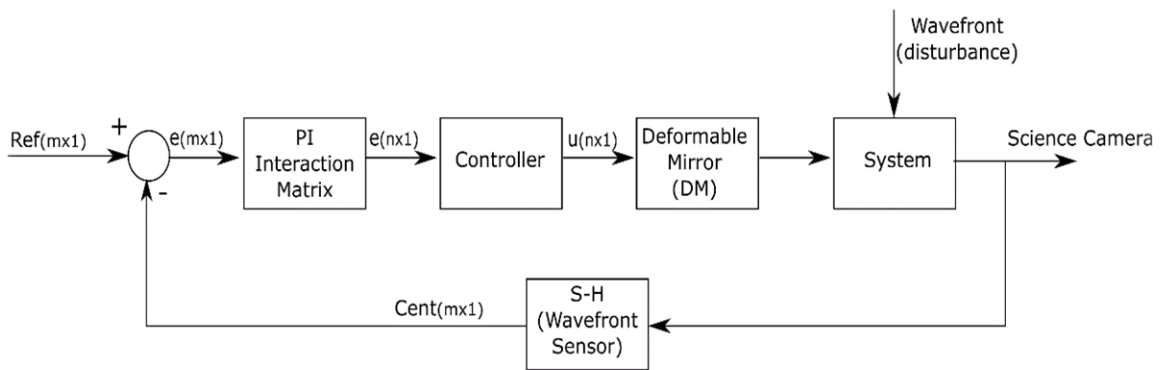 Wavefront
(disturbance)
Ref(mx1)
+
-
e(mx1)
PI
Interaction
Matrix
e(nx1)
Controller
u(nx1)
Deformable
Mirror
(DM)
System
Science Camera
Cent(mx1)
S-H
(Wavefront
Sensor)